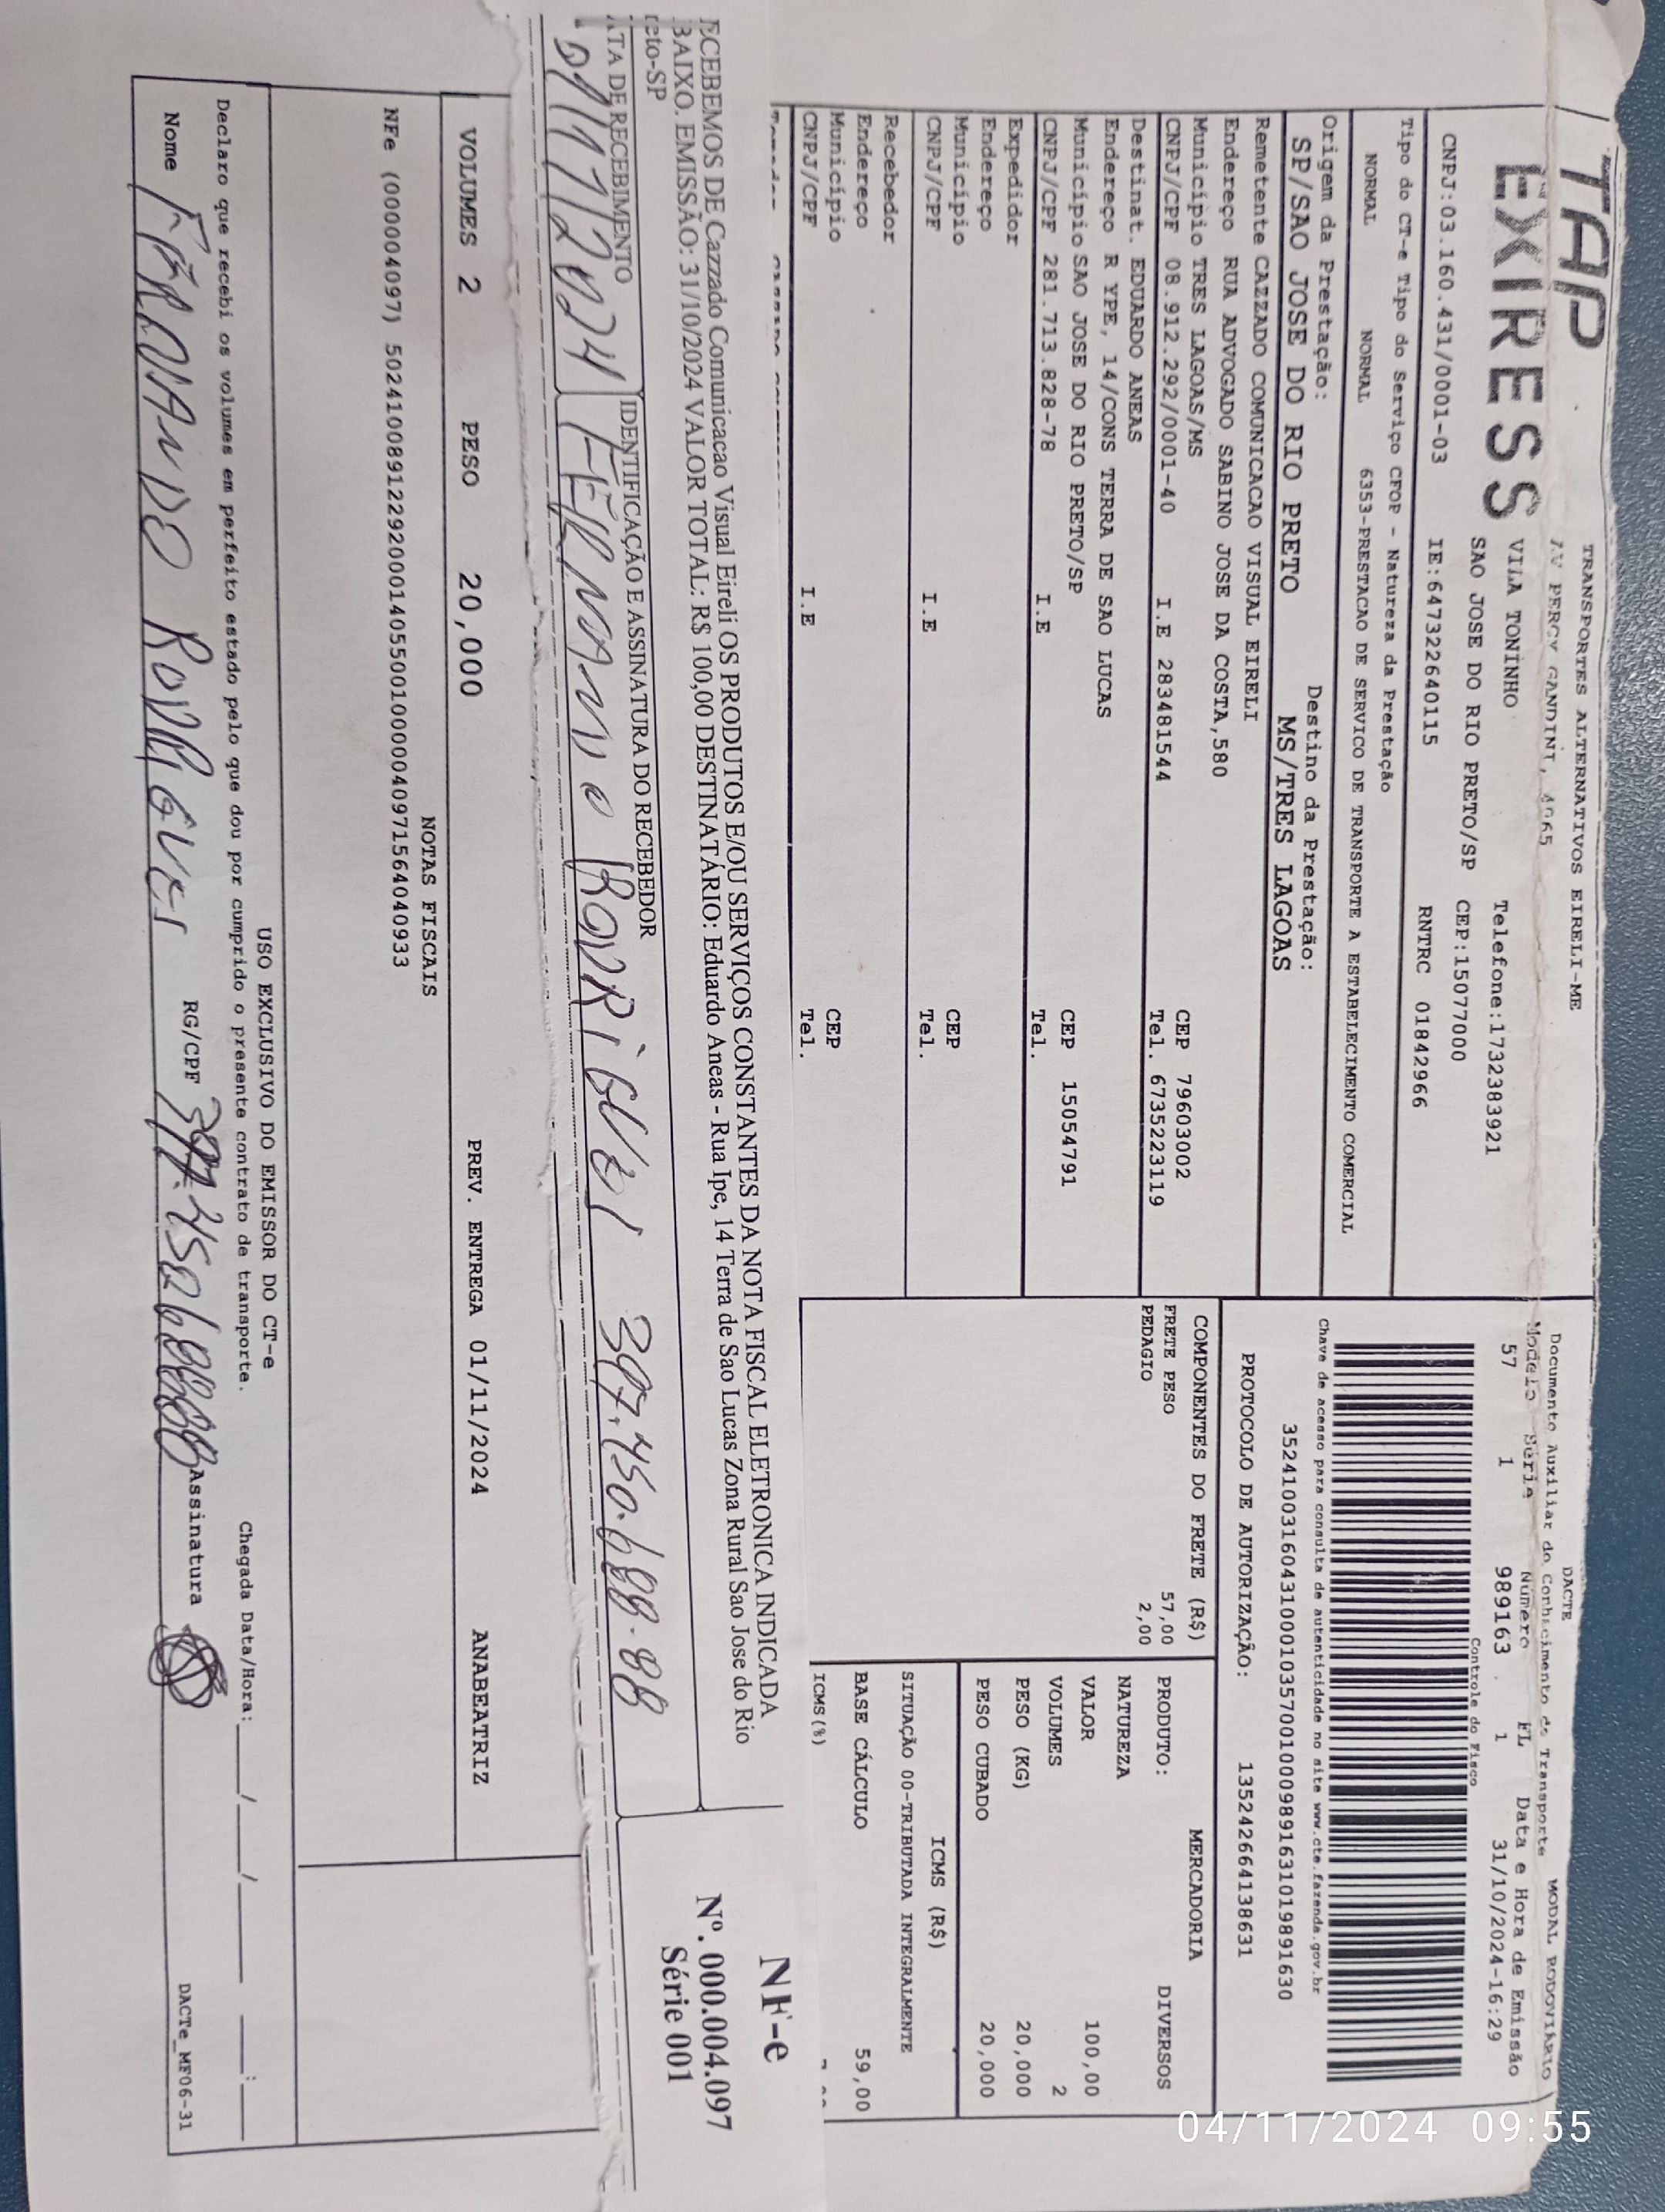 TAP
EXPRESS
TRANSPORTES ALTERNATIVOS EIRELI-ME
AV PERCY GANDINI, 4065
VILA TONINHO Telefone:1732383921
SAO JOSE DO RIO PRETO/SP CEP:15077000
CNPJ:03.160.431/0001-03 IE:647322640115 RNTRC 01842966
DACTE
Documento Auxiliar do Conhecimento de Transporte MODAL RODOVIÁRIO
Modelo Série Número FL Data e Hora de Emissão
57 1 989163 1 31/10/2024-16:29
Controle do Fisco
Tipo do CT-e Tipo do Serviço CFOP - Natureza da Prestação
NORMAL NORMAL 6353-PRESTACAO DE SERVICO DE TRANSPORTE A ESTABELECIMENTO COMERCIAL
Chave de acesso para consulta de autenticidade no site www.cte.fazenda.gov.br
Origem da Prestação: Destino da Prestação:
SP/SAO JOSE DO RIO PRETO MS/TRES LAGOAS
35241003160431000103570010009891631019891630
PROTOCOLO DE AUTORIZAÇÃO: 135242664138631
Remetente CAZZADO COMUNICACAO VISUAL EIRELI
Endereço RUA ADVOGADO SABINO JOSE DA COSTA,580
Município TRES LAGOAS/MS CEP 79603002
CNPJ/CPF 08.912.292/0001-40 I.E 283481544 Tel. 6735223119
Destinat. EDUARDO ANEAS
Endereço R YPE, 14/CONS TERRA DE SAO LUCAS
Município SAO JOSE DO RIO PRETO/SP CEP 15054791
CNPJ/CPF 281.713.828-78 I.E Tel.
Expedidor
Endereço
Município CEP
CNPJ/CPF I.E Tel.
Recebedor
Endereço
Município CEP
CNPJ/CPF I.E Tel.
COMPONENTES DO FRETE (R$)
FRETE PESO 57,00
PEDAGIO 2,00
MERCADORIA
PRODUTO: DIVERSOS
NATUREZA
VALOR 100,00
VOLUMES 2
PESO (KG) 20,000
PESO CUBADO 20,000
ICMS (R$)
SITUAÇÃO 00-TRIBUTADA INTEGRALMENTE
BASE CÁLCULO 59,00
ICMS(%)
ECEBEMOS DE Cazzado Comunicacao Visual Eireli OS PRODUTOS E/OU SERVIÇOS CONSTANTES DA NOTA FISCAL ELETRONICA INDICADA
BAIXO. EMISSÃO: 31/10/2024 VALOR TOTAL: R$ 100,00 DESTINATÁRIO: Eduardo Aneas - Rua Ipe, 14 Terra de Sao Lucas Zona Rural Sao Jose do Rio
reto-SP
NF-e
Nº. 000.004.097
Série 001
ATA DE RECEBIMENTO IDENTIFICAÇÃO E ASSINATURA DO RECEBEDOR
FERNANDO RODRIGUES 397.450.688-88
VOLUMES 2 PESO 20,000 PREV. ENTREGA 01/11/2024 ANABEATRIZ
NOTAS FISCAIS
NFe (000004097) 50241008912292000140550010000040971564040933
USO EXCLUSIVO DO EMISSOR DO CT-e
Declaro que recebi os volumes em perfeito estado pelo que dou por cumprido o presente contrato de transporte. Chegada Data/Hora:___/___/___ __:__
Nome FERNANDO RODRIGUES RG/CPF Assinatura
DACTe_MF06-31
04/11/2024 09:55